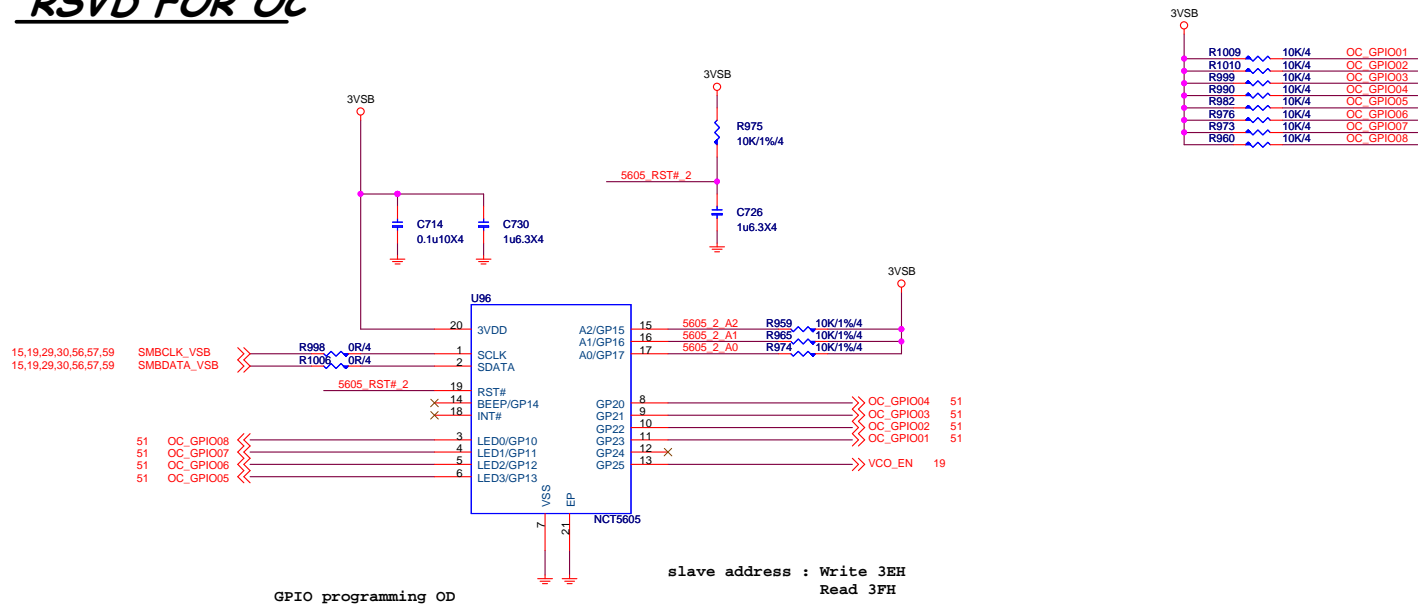 RSVD FOR OC
3VSB
R1009 10K/4 OC_GPIO01
R1010 10K/4 OC_GPIO02
R999 10K/4 OC_GPIO03
R990 10K/4 OC_GPIO04
R982 10K/4 OC_GPIO05
R976 10K/4 OC_GPIO06
R973 10K/4 OC_GPIO07
R960 10K/4 OC_GPIO08
3VSB
R975
10K/1%/4
5605_RST#_2
C726
1u6.3X4
3VSB
C714
0.1u10X4
C730
1u6.3X4
3VSB
U96
20 3VDD
15,19,29,30,56,57,59 SMBCLK_VSB R998 0R/4 1 SCLK
15,19,29,30,56,57,59 SMBDATA_VSB R1006 0R/4 2 SDATA
5605_RST#_2 19 RST#
14 BEEP/GP14
18 INT#
51 OC_GPIO08 3 LED0/GP10
51 OC_GPIO07 4 LED1/GP11
51 OC_GPIO06 5 LED2/GP12
51 OC_GPIO05 6 LED3/GP13
A2/GP15 15 5605_2_A2 R959 10K/1%/4
A1/GP16 16 5605_2_A1 R965 10K/1%/4
A0/GP17 17 5605_2_A0 R974 10K/1%/4
GP20 8 OC_GPIO04 51
GP21 9 OC_GPIO03 51
GP22 10 OC_GPIO02 51
GP23 11 OC_GPIO01 51
GP24 12
GP25 13 VCO_EN 19
VSS 7
EP 21
NCT5605
slave address : Write 3EH
Read 3FH
GPIO programming OD